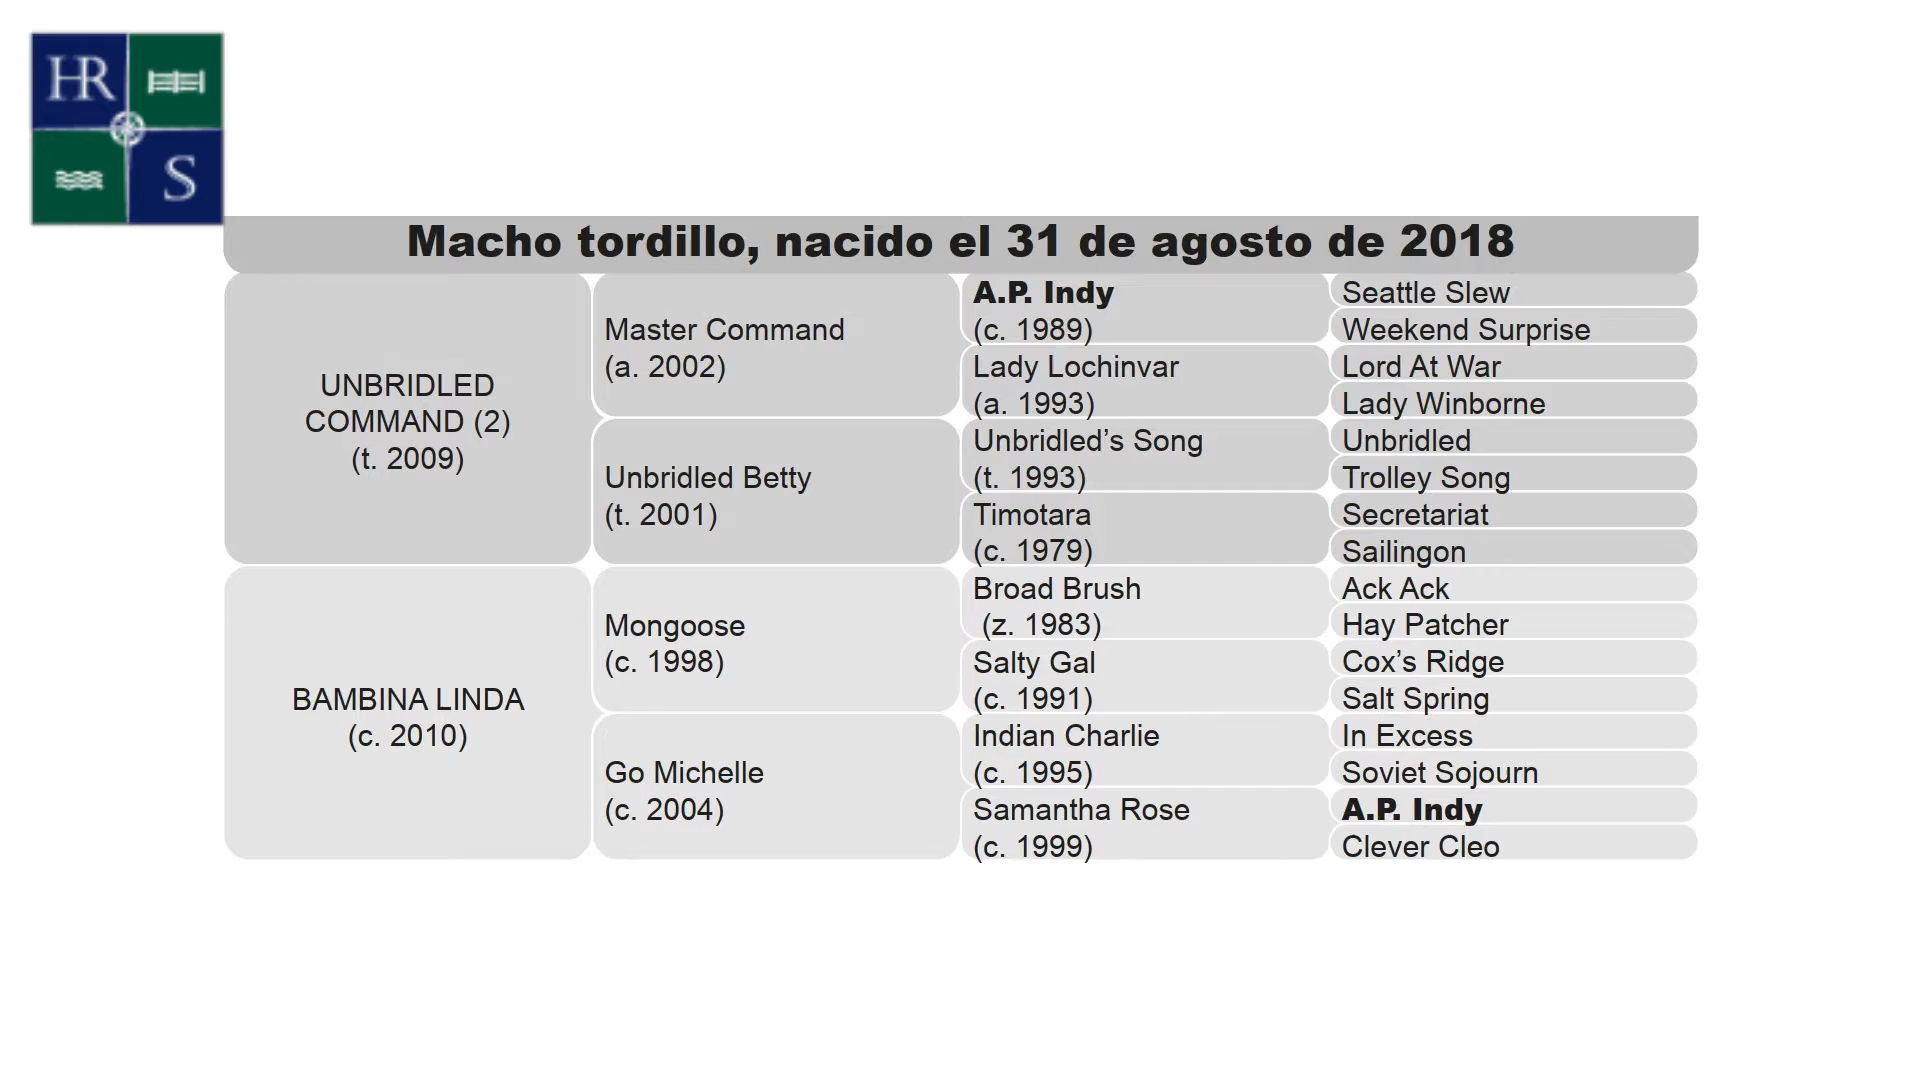 HR
S
Macho tordillo, nacido el 31 de agosto de 2018
UNBRIDLED
COMMAND (2)
(t. 2009)
Master Command
(a. 2002)
A.P. Indy
(c. 1989)
Seattle Slew
Weekend Surprise
Lady Lochinvar
(a. 1993)
Lord At War
Lady Winborne
Unbridled Betty
(t. 2001)
Unbridled’s Song
(t. 1993)
Unbridled
Trolley Song
Timotara
(c. 1979)
Secretariat
Sailingon
BAMBINA LINDA
(c. 2010)
Mongoose
(c. 1998)
Broad Brush
(z. 1983)
Ack Ack
Hay Patcher
Salty Gal
(c. 1991)
Cox’s Ridge
Salt Spring
Go Michelle
(c. 2004)
Indian Charlie
(c. 1995)
In Excess
Soviet Sojourn
Samantha Rose
(c. 1999)
A.P. Indy
Clever Cleo